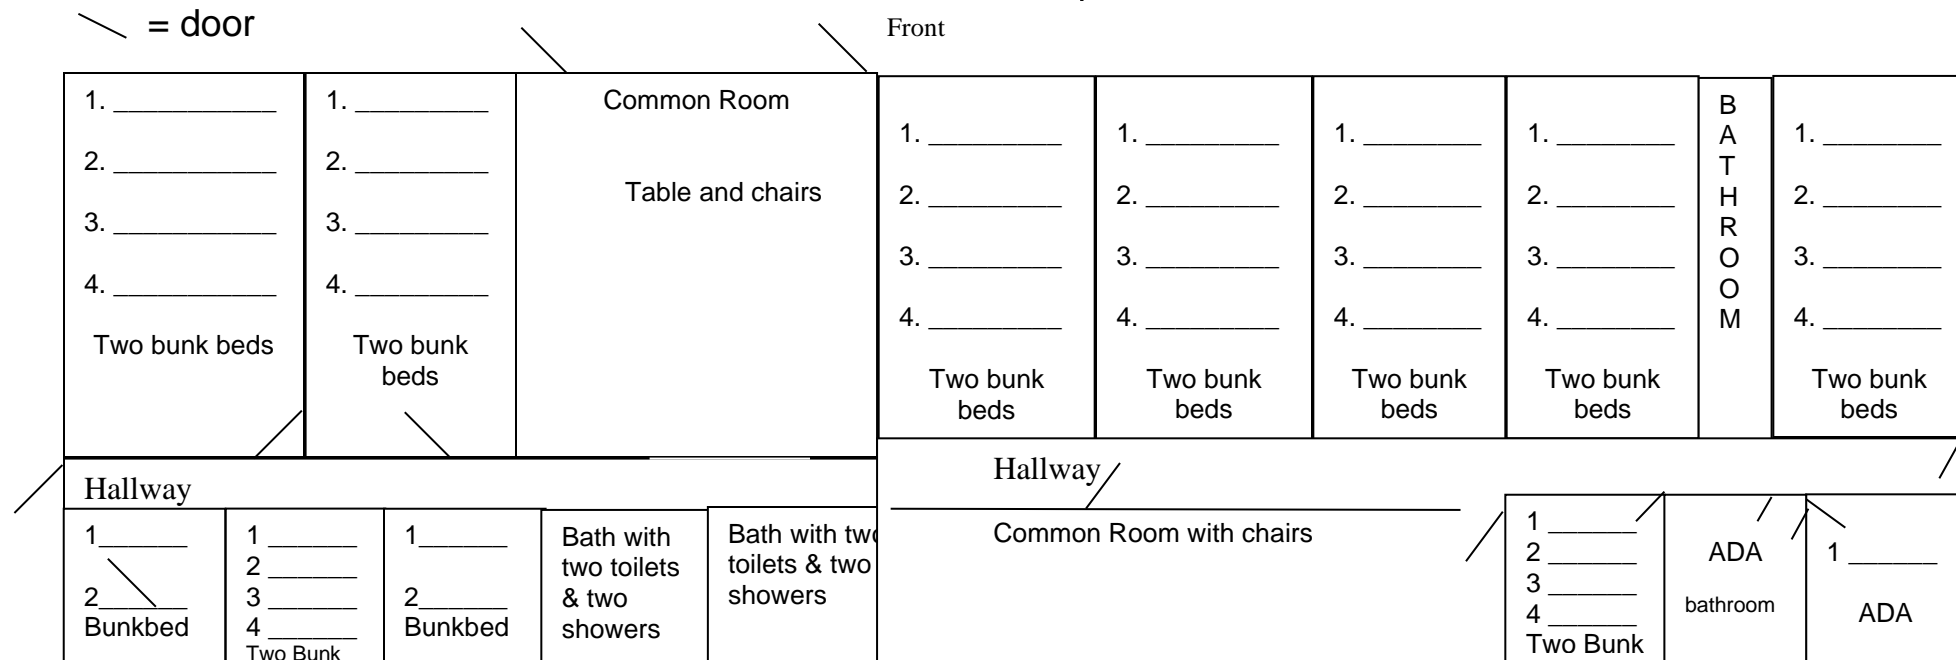 = door
Front
1. ___________
2. ___________
3. ___________
4. ___________
Two bunk beds
1. _________
2. _________
3. _________
4. _________
Two bunk
beds
Common Room
Table and chairs
1. _________
2. _________
3. _________
4. _________
Two bunk
beds
1. _________
2. _________
3. _________
4. _________
Two bunk
beds
1. _________
2. _________
3. _________
4. _________
Two bunk
beds
1. ________
2. ________
3. ________
4. ________
Two bunk
beds
B
A
T
H
R
O
O
M
1. ________
2. ________
3. ________
4. ________
Two bunk
beds
Hallway
Hallway
1______
2______
Bunkbed
1 ______
2 ______
3 ______
4 ______
Two Bunk
1______
2______
Bunkbed
Bath with
two toilets
& two
showers
Bath with two
toilets & two
showers
Common Room with chairs
1 ______
2 ______
3 ______
4 ______
Two Bunk
ADA
bathroom
1 ______
ADA